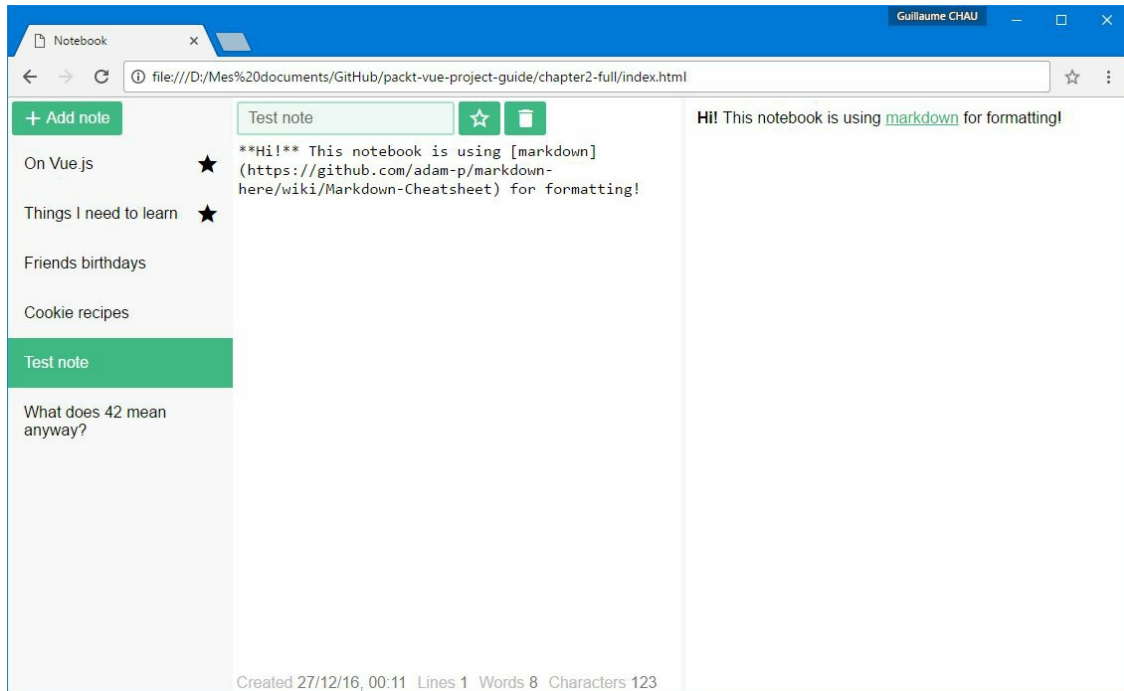 Guillaume CHAU
Notebook
file:///D:/Mes%20documents/GitHub/packt-vue-project-guide/chapter2-full/index.html
+ Add note
On Vue.js
Things I need to learn
Friends birthdays
Cookie recipes
Test note
What does 42 mean
anyway?
Test note
**Hi!** This notebook is using [markdown]
(https://github.com/adam-p/markdown-
here/wiki/Markdown-Cheatsheet) for formatting!
Created 27/12/16, 00:11 Lines 1 Words 8 Characters 123
Hi! This notebook is using markdown for formatting!